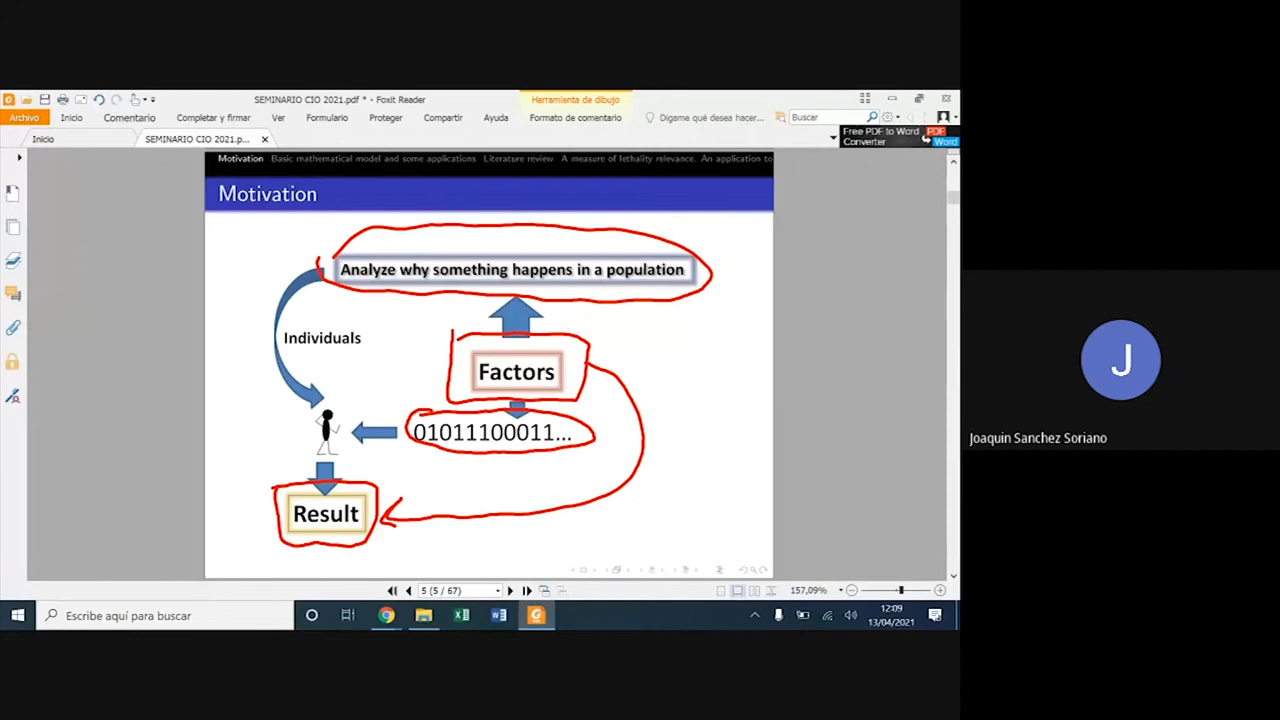 SEMINARIO CIO 2021.pdf * - Foxit Reader
Herramienta de dibujo
Archivo Inicio Comentario Completar y firmar Ver Formulario Proteger Compartir Ayuda Formato de comentario Dígame qué desea hacer... Buscar
Inicio SEMINARIO CIO 2021.p...
Free PDF to Word
Converter
PDF
Word
Motivation Basic mathematical model and some applications Literature review A measure of lethality relevance. An application to
Motivation
Analyze why something happens in a population
Individuals
Factors
01011100011...
Result
5 (5 / 67)
157,09%
Escribe aquí para buscar
12:09
13/04/2021
J
Joaquin Sanchez Soriano